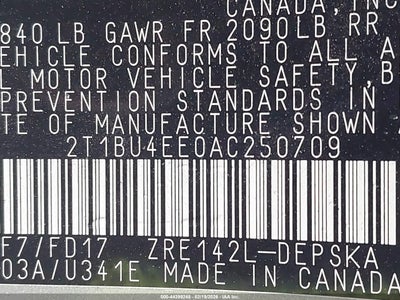 CANADA, INC
840 LB GAWR FR 2090LB RR
EHICLE CONFORMS TO ALL A
L MOTOR VEHICLE SAFETY, B
PREVENTION STANDARDS IN
TE OF MANUFACTURE SHOWN A
2T1BU4EE0AC250709
F7/FD17 ZRE142L-DEPSKA
03A/U341E MADE IN CANADA